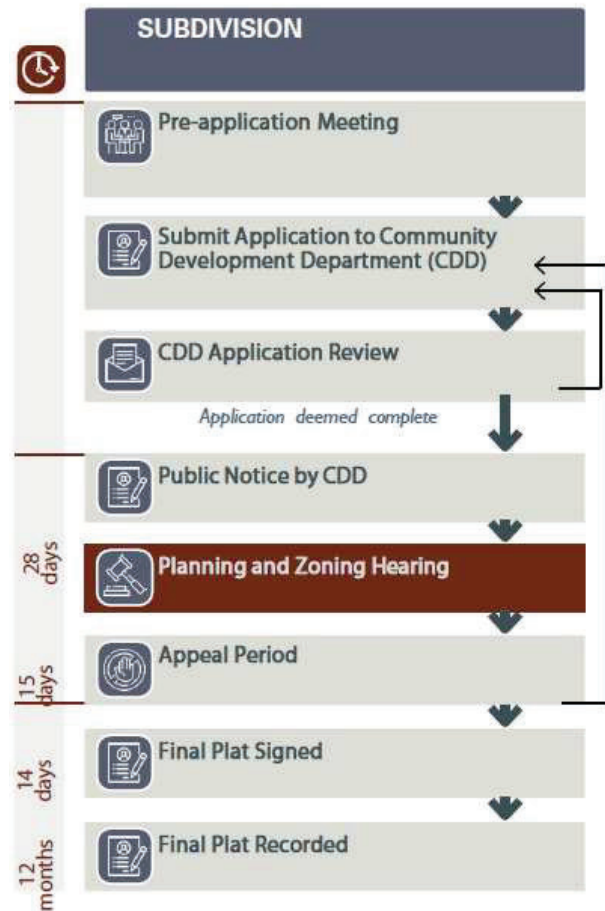 SUBDIVISION
Pre-application Meeting
Submit Application to Community
Development Department (CDD)
CDD Application Review
Application deemed complete
Public Notice by CDD
28
days
Planning and Zoning Hearing
Appeal Period
15
days
Final Plat Signed
14
days
Final Plat Recorded
12
months